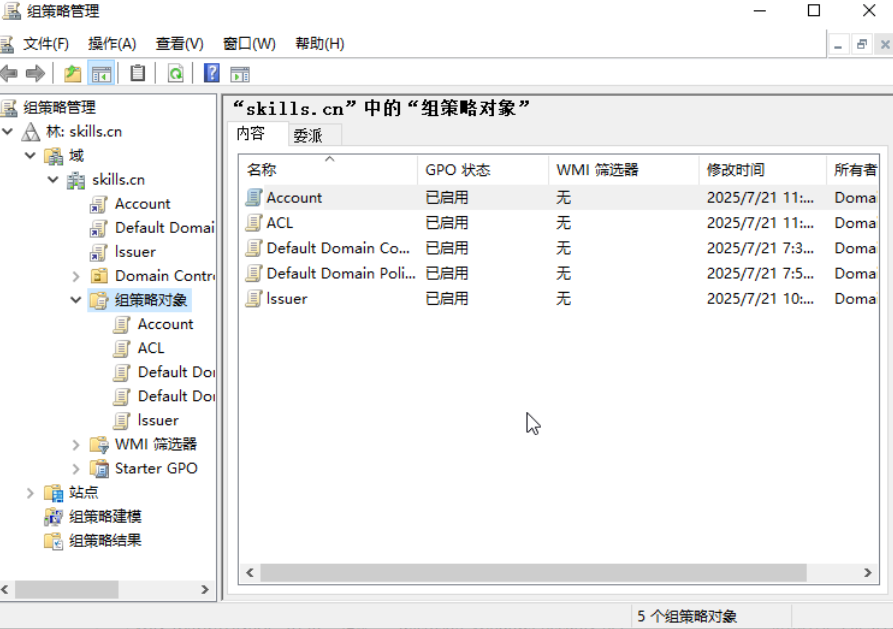 组策略管理
文件(F) 操作(A) 查看(V) 窗口(W) 帮助(H)
组策略管理
林: skills.cn
域
skills.cn
Account
Default Domai
Issuer
Domain Contr
组策略对象
Account
ACL
Default Do
Default Do
Issuer
WMI 筛选器
Starter GPO
站点
组策略建模
组策略结果
“skills.cn”中的“组策略对象”
内容 委派
名称 GPO 状态 WMI 筛选器 修改时间 所有者
Account 已启用 无 2025/7/21 11:... Doma
ACL 已启用 无 2025/7/21 11:... Doma
Default Domain Co... 已启用 无 2025/7/21 7:3... Doma
Default Domain Poli... 已启用 无 2025/7/21 7:5... Doma
Issuer 已启用 无 2025/7/21 10:... Doma
5 个组策略对象